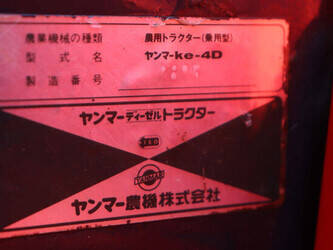 農業機械の種類 農用トラクター(乗用型)
型式名 ヤンマーke-4D
製造番号
ヤンマーディーゼルトラクター
YANMAR
ヤンマー農機株式会社